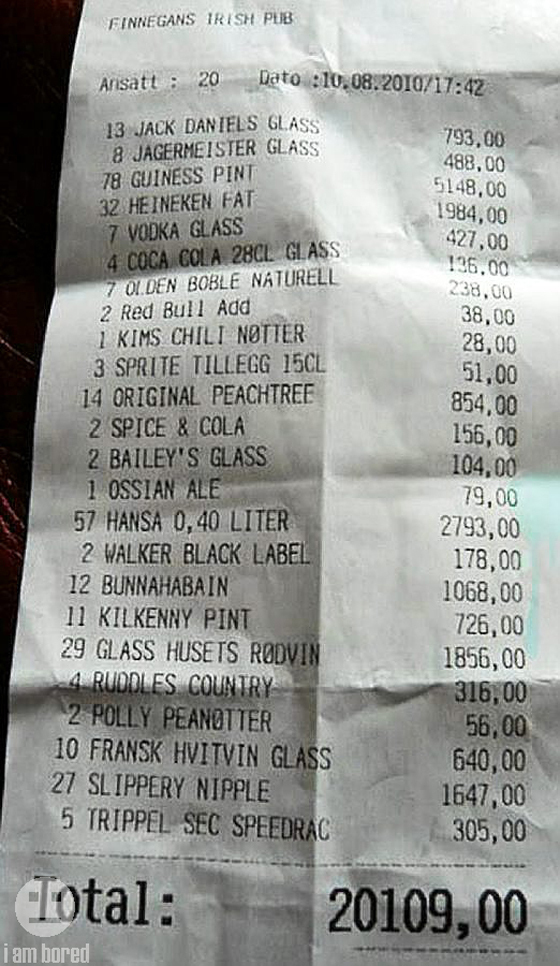 FINNEGANS IRISH PUB
Ansatt : 20 Dato :10.08.2010/17:42
13 JACK DANIELS GLASS 793,00
8 JAGERMEISTER GLASS 488,00
78 GUINESS PINT 5148,00
32 HEINEKEN FAT 1984,00
7 VODKA GLASS 427,00
4 COCA COLA 28CL GLASS 136,00
7 OLDEN BOBLE NATURELL 238,00
2 Red Bull Add 38,00
1 KIMS CHILI NØTTER 28,00
3 SPRITE TILLEGG 15CL 51,00
14 ORIGINAL PEACHTREE 854,00
2 SPICE & COLA 156,00
2 BAILEY'S GLASS 104,00
1 OSSIAN ALE 79,00
57 HANSA 0,40 LITER 2793,00
2 WALKER BLACK LABEL 178,00
12 BUNNAHABAIN 1068,00
11 KILKENNY PINT 726,00
29 GLASS HUSETS RØDVIN 1856,00
4 RUDDLES COUNTRY 316,00
2 POLLY PEANØTTER 56,00
10 FRANSK HVITVIN GLASS 640,00
27 SLIPPERY NIPPLE 1647,00
5 TRIPPEL SEC SPEEDRAC 305,00
Total: 20109,00
i am bored